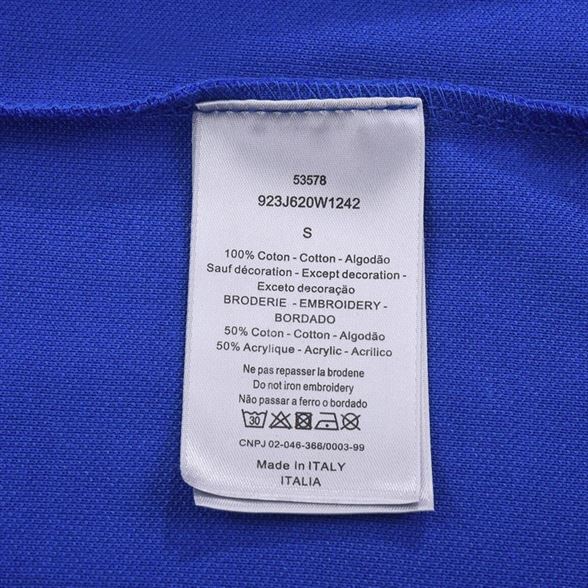 53578
923J620W1242
S
100% Coton - Cotton - Algodão
Sauf décoration - Except decoration -
Exceto decoração
BRODERIE - EMBROIDERY -
BORDADO
50% Coton - Cotton - Algodão
50% Acrylique - Acrylic - Acrilico
Ne pas repasser la brodene
Do not iron embroidery
Não passar a ferro o bordado
30
CNPJ 02-046-366/0003-99
Made in ITALY
ITALIA